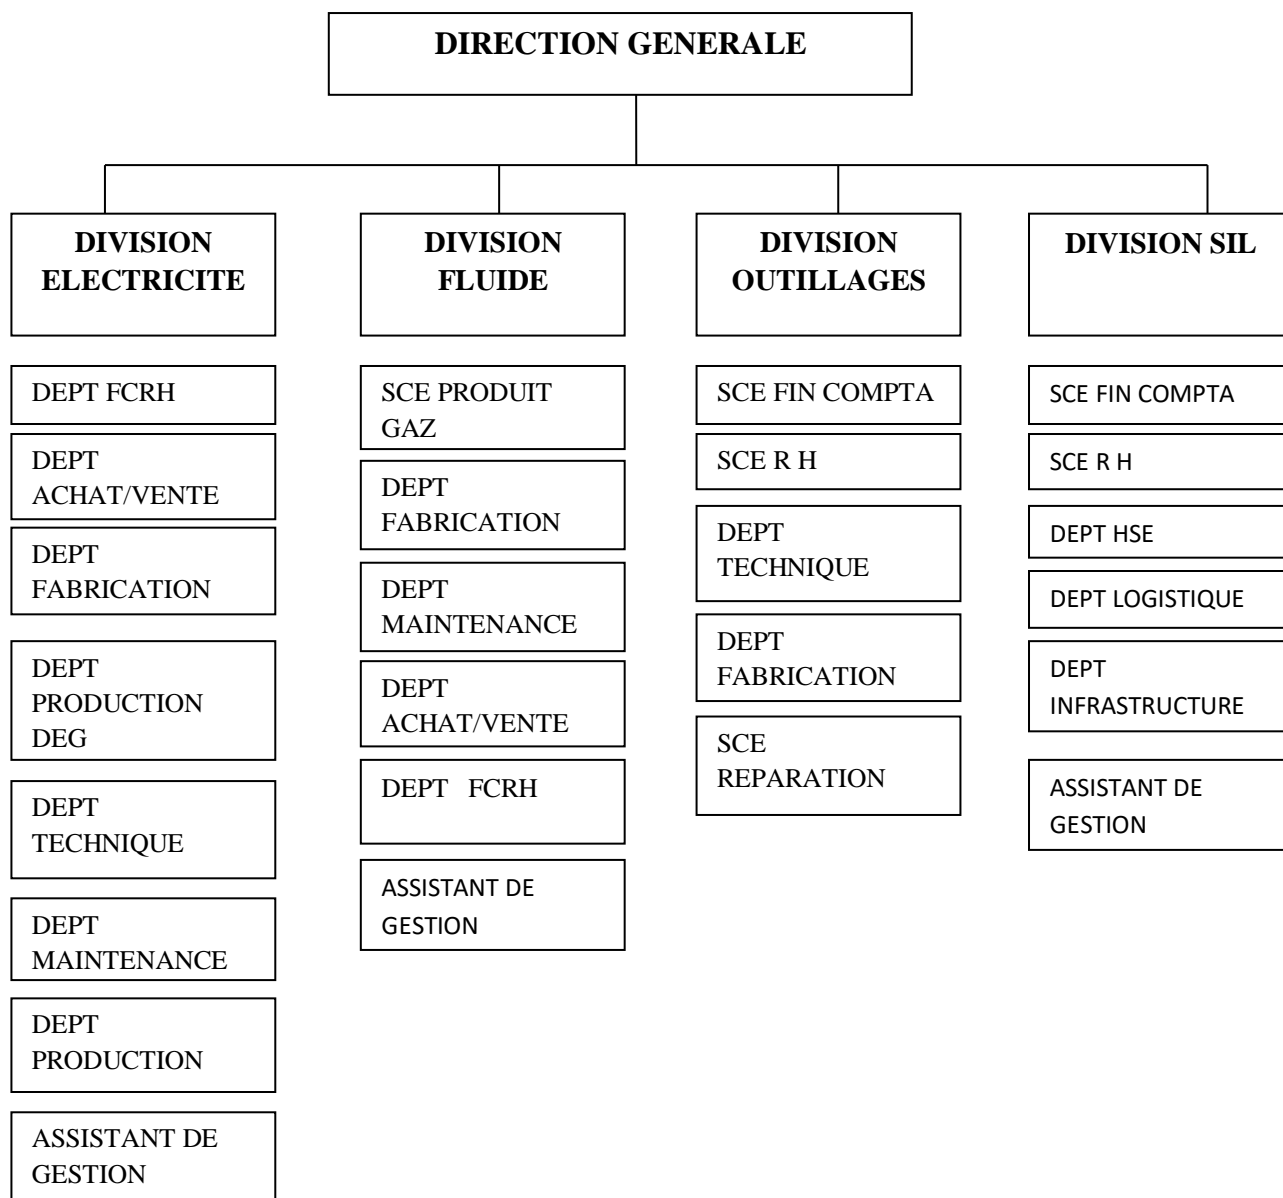 DIRECTION GENERALE
DIVISION
ELECTRICITE
DIVISION
FLUIDE
DIVISION
OUTILLAGES
DIVISION SIL
DEPT FCRH
DEPT
ACHAT/VENTE
DEPT
FABRICATION
DEPT
PRODUCTION
DEG
DEPT
TECHNIQUE
DEPT
MAINTENANCE
DEPT
PRODUCTION
ASSISTANT DE
GESTION
SCE PRODUIT
GAZ
DEPT
FABRICATION
DEPT
MAINTENANCE
DEPT
ACHAT/VENTE
DEPT FCRH
ASSISTANT DE
GESTION
SCE FIN COMPTA
SCE R H
DEPT
TECHNIQUE
DEPT
FABRICATION
SCE
REPARATION
SCE FIN COMPTA
SCE R H
DEPT HSE
DEPT LOGISTIQUE
DEPT
INFRASTRUCTURE
ASSISTANT DE
GESTION